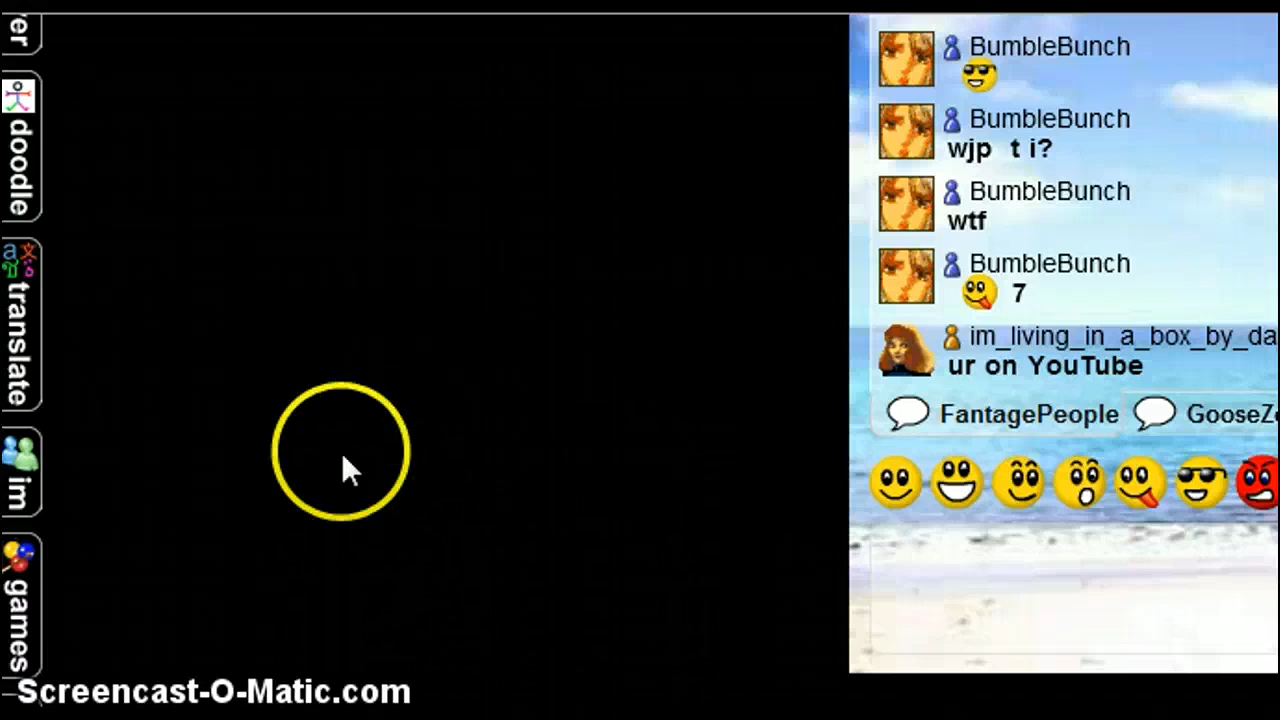 er
doodle
translate
im
games
BumbleBunch
BumbleBunch
wjp t i?
BumbleBunch
wtf
BumbleBunch
7
im_living_in_a_box_by_da
ur on YouTube
FantagePeople
GooseZ
Screencast-O-Matic.com